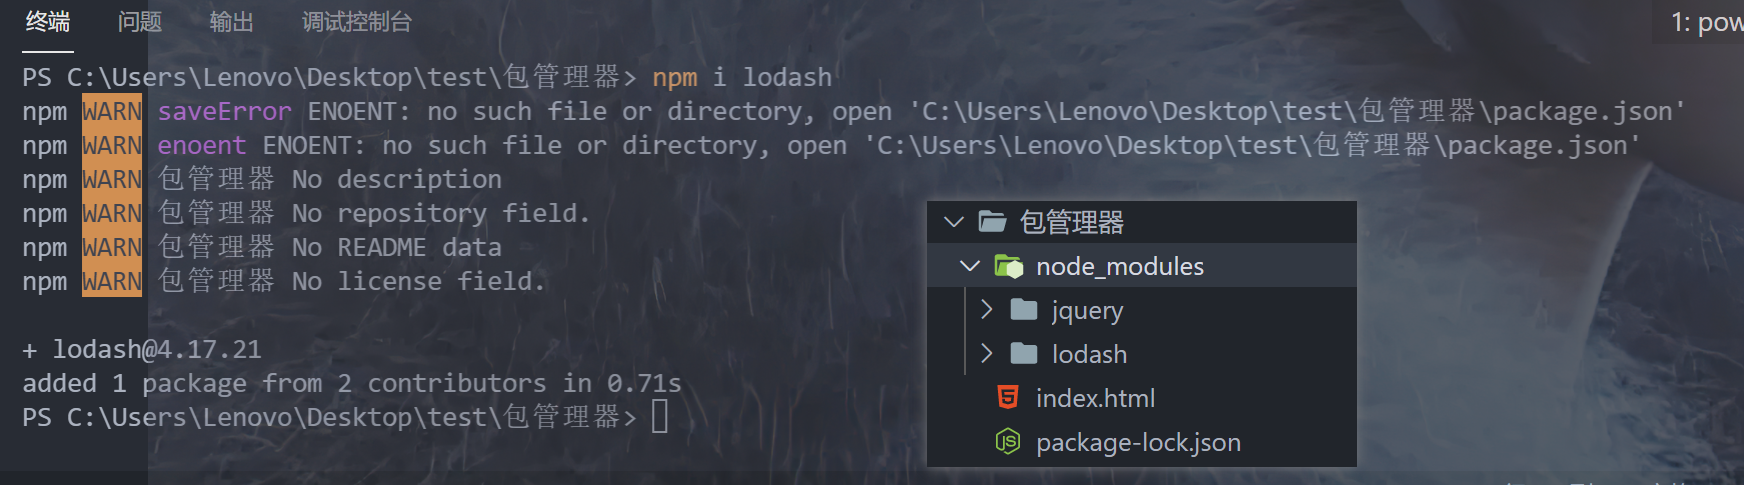 终端 问题 输出 调试控制台 1: pow
PS C:\Users\Lenovo\Desktop\test\包管理器> npm i lodash
npm WARN saveError ENOENT: no such file or directory, open 'C:\Users\Lenovo\Desktop\test\包管理器\package.json'
npm WARN enoent ENOENT: no such file or directory, open 'C:\Users\Lenovo\Desktop\test\包管理器\package.json'
npm WARN 包管理器 No description
npm WARN 包管理器 No repository field.
npm WARN 包管理器 No README data
npm WARN 包管理器 No license field.
+ lodash@4.17.21
added 1 package from 2 contributors in 0.71s
PS C:\Users\Lenovo\Desktop\test\包管理器>
包管理器
node_modules
jquery
lodash
index.html
package-lock.json